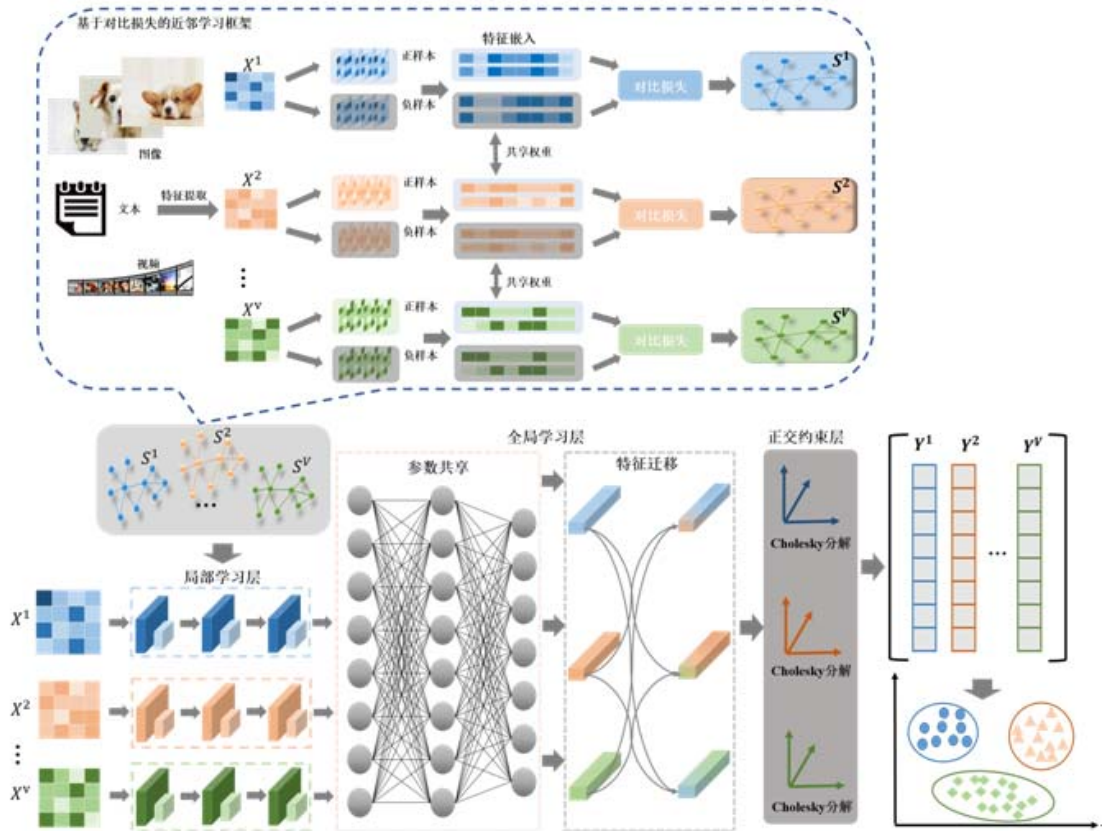 基于对比损失的近邻学习框架
X¹
正样本
负样本
特征嵌入
对比损失
S¹
图像
共享权重
X²
文本
特征提取
正样本
负样本
对比损失
S²
视频
共享权重
⋮
Xᵛ
正样本
负样本
对比损失
Sⱽ
S¹
S²
Sⱽ
...
全局学习层
正交约束层
Y¹ Y² Yⱽ
局部学习层
参数共享
特征迁移
X¹
X²
⋮
Xᵛ
Cholesky分解
Cholesky分解
Cholesky分解
...